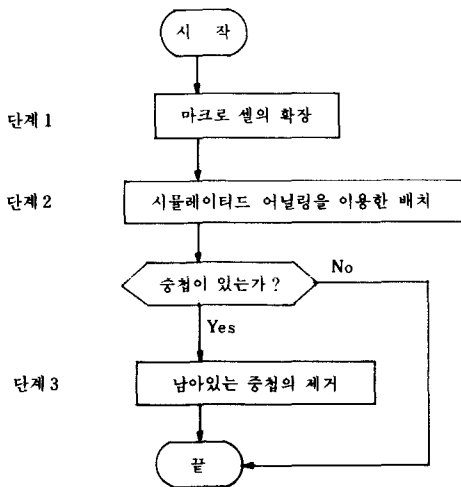 시 작
단계 1
마크로 셀의 확장
단계 2
시뮬레이티드 어닐링을 이용한 배치
중첩이 있는가 ?
No
Yes
단계 3
남아있는 중첩의 제거
끝